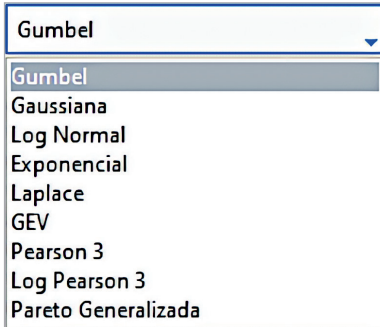 Gumbel
Gumbel
Gaussiana
Log Normal
Exponencial
Laplace
GEV
Pearson 3
Log Pearson 3
Pareto Generalizada